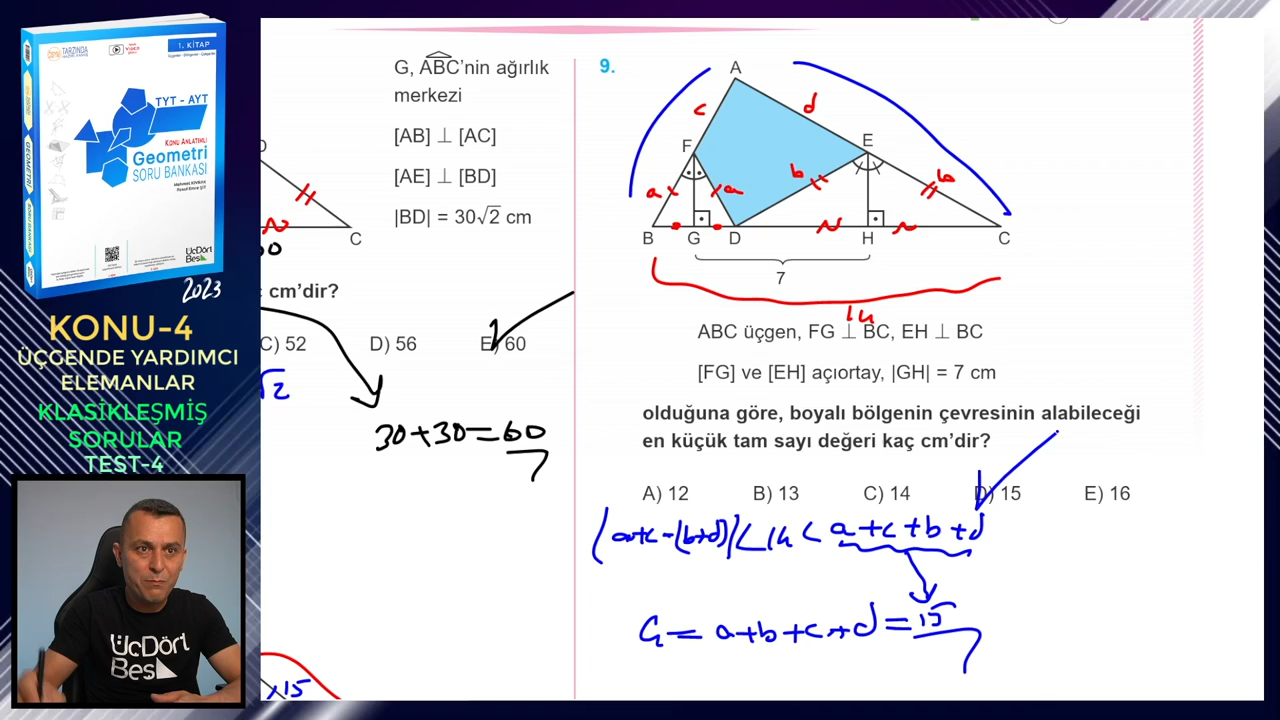 TARZINDA
1. KİTAP
TYT - AYT
KONU ANLATIMLI
Geometri
SORU BANKASI
GEOMETRİ
ÜçDört
Beş
2023
KONU-4
ÜÇGENDE YARDIMCI
ELEMANLAR
KLASİKLEŞMİŞ
SORULAR
TEST-4
ÜçDört
Beş
G, ABC'nin ağırlık
merkezi
[AB] ⊥ [AC]
[AE] ⊥ [BD]
|BD| = 30√2 cm
C
cm'dir?
C) 52
D) 56
E) 60
√2
30+30=60
x15
9.
A
c
d
F
E
a
a
b
b
B
G
D
H
C
7
14
ABC üçgen, FG ⊥ BC, EH ⊥ BC
[FG] ve [EH] açıortay, |GH| = 7 cm
olduğuna göre, boyalı bölgenin çevresinin alabileceği
en küçük tam sayı değeri kaç cm'dir?
A) 12
B) 13
C) 14
D) 15
E) 16
|a+c-(b+d)| < 14 < a+c+b+d
Ç = a+b+c+d = 15